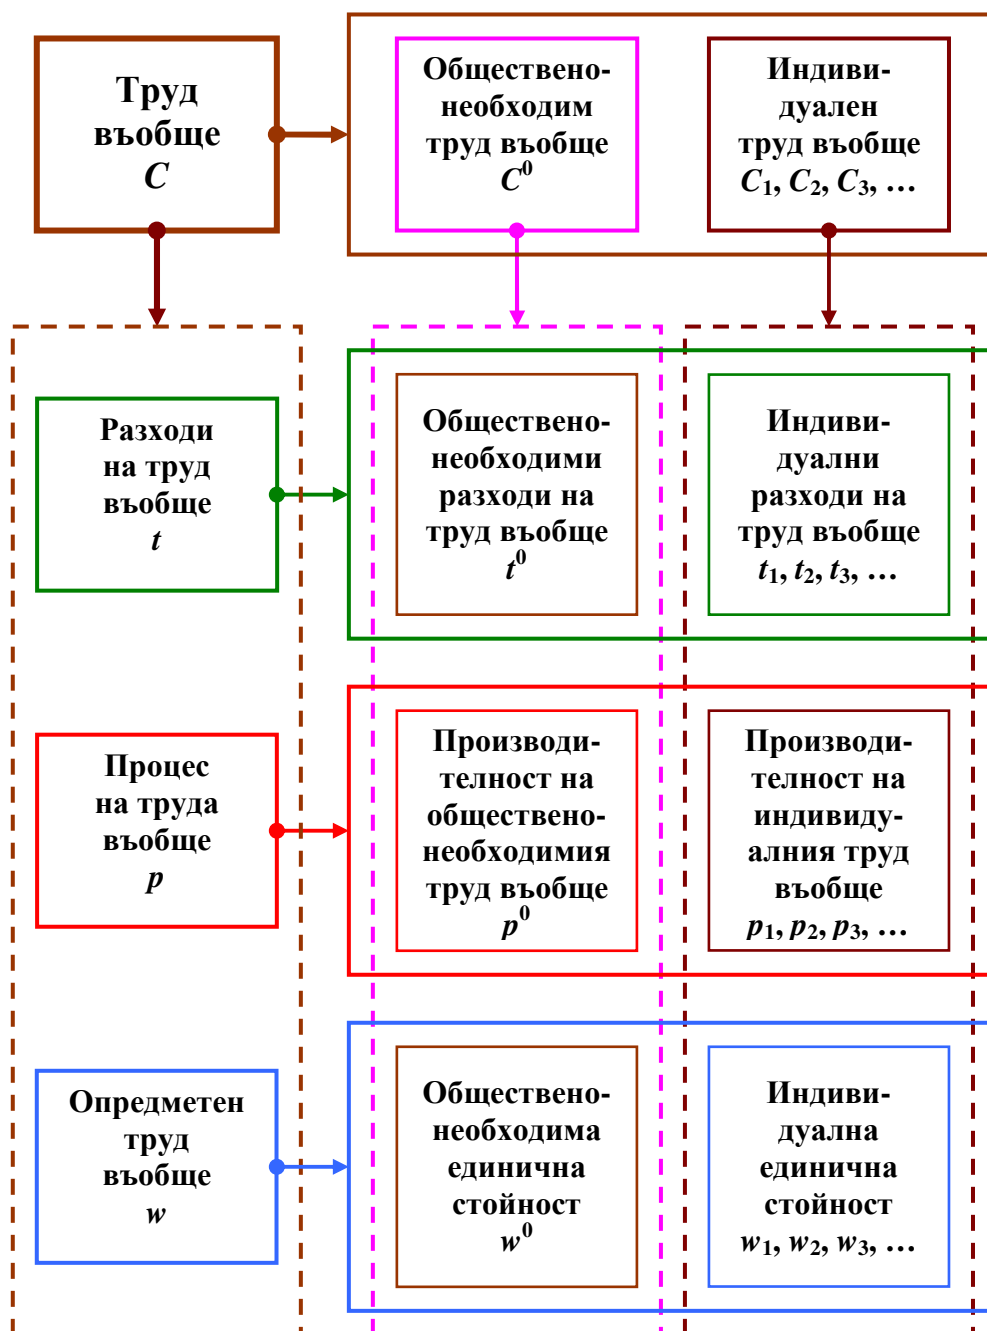 Труд
въобще
C
Обществено-
необходим
труд въобще
C⁰
Индиви-
дуален
труд въобще
C₁, C₂, C₃, …
Разходи
на труд
въобще
t
Обществено-
необходими
разходи на
труд въобще
t⁰
Индиви-
дуални
разходи на
труд въобще
t₁, t₂, t₃, …
Процес
на труда
въобще
p
Производи-
телност на
обществено-
необходимия
труд въобще
p⁰
Производи-
телност на
индивиду-
алния труд
въобще
p₁, p₂, p₃, …
Опредметен
труд
въобще
w
Обществено-
необходима
единична
стойност
w⁰
Индиви-
дуална
единична
стойност
w₁, w₂, w₃, …